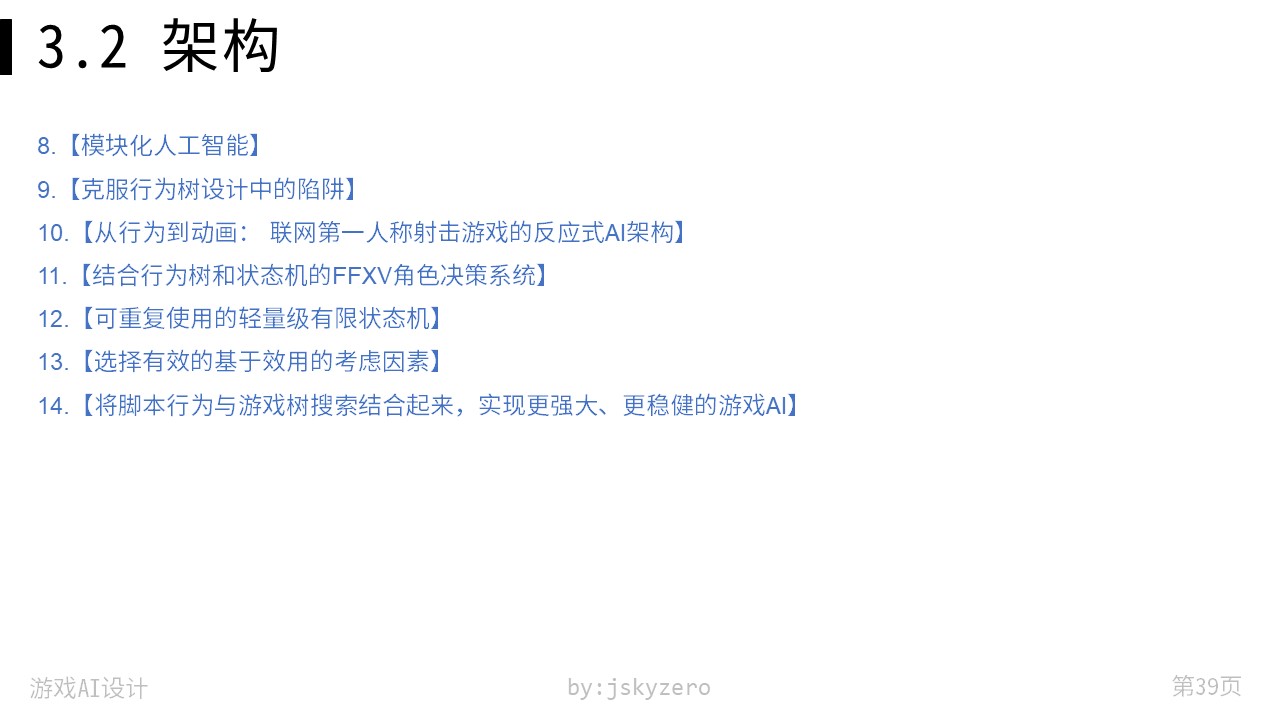 3.2 架构
8.【模块化人工智能】
9.【克服行为树设计中的陷阱】
10.【从行为到动画： 联网第一人称射击游戏的反应式AI架构】
11.【结合行为树和状态机的FFXV角色决策系统】
12.【可重复使用的轻量级有限状态机】
13.【选择有效的基于效用的考虑因素】
14.【将脚本行为与游戏树搜索结合起来，实现更强大、更稳健的游戏AI】
游戏AI设计
by:jskyzero
第39页